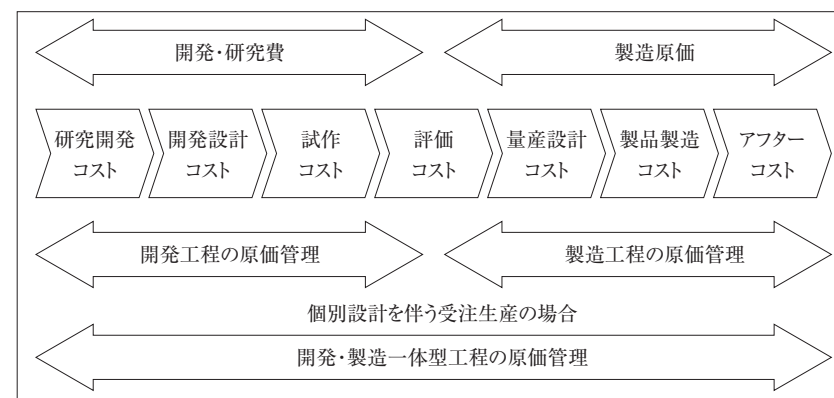 開発・研究費 製造原価
研究開発 開発設計 試作 評価 量産設計 製品製造 アフター
コスト コスト コスト コスト コスト コスト コスト
開発工程の原価管理 製造工程の原価管理
個別設計を伴う受注生産の場合
開発・製造一体型工程の原価管理